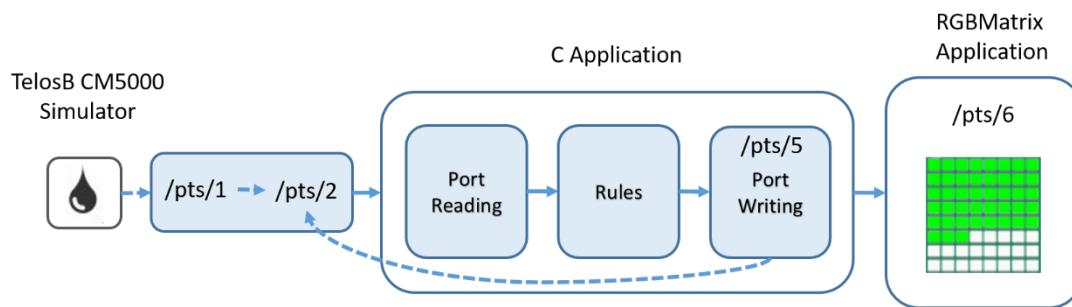 TelosB CM5000
Simulator
/pts/1
/pts/2
C Application
Port
Reading
Rules
/pts/5
Port
Writing
RGBMatrix
Application
/pts/6